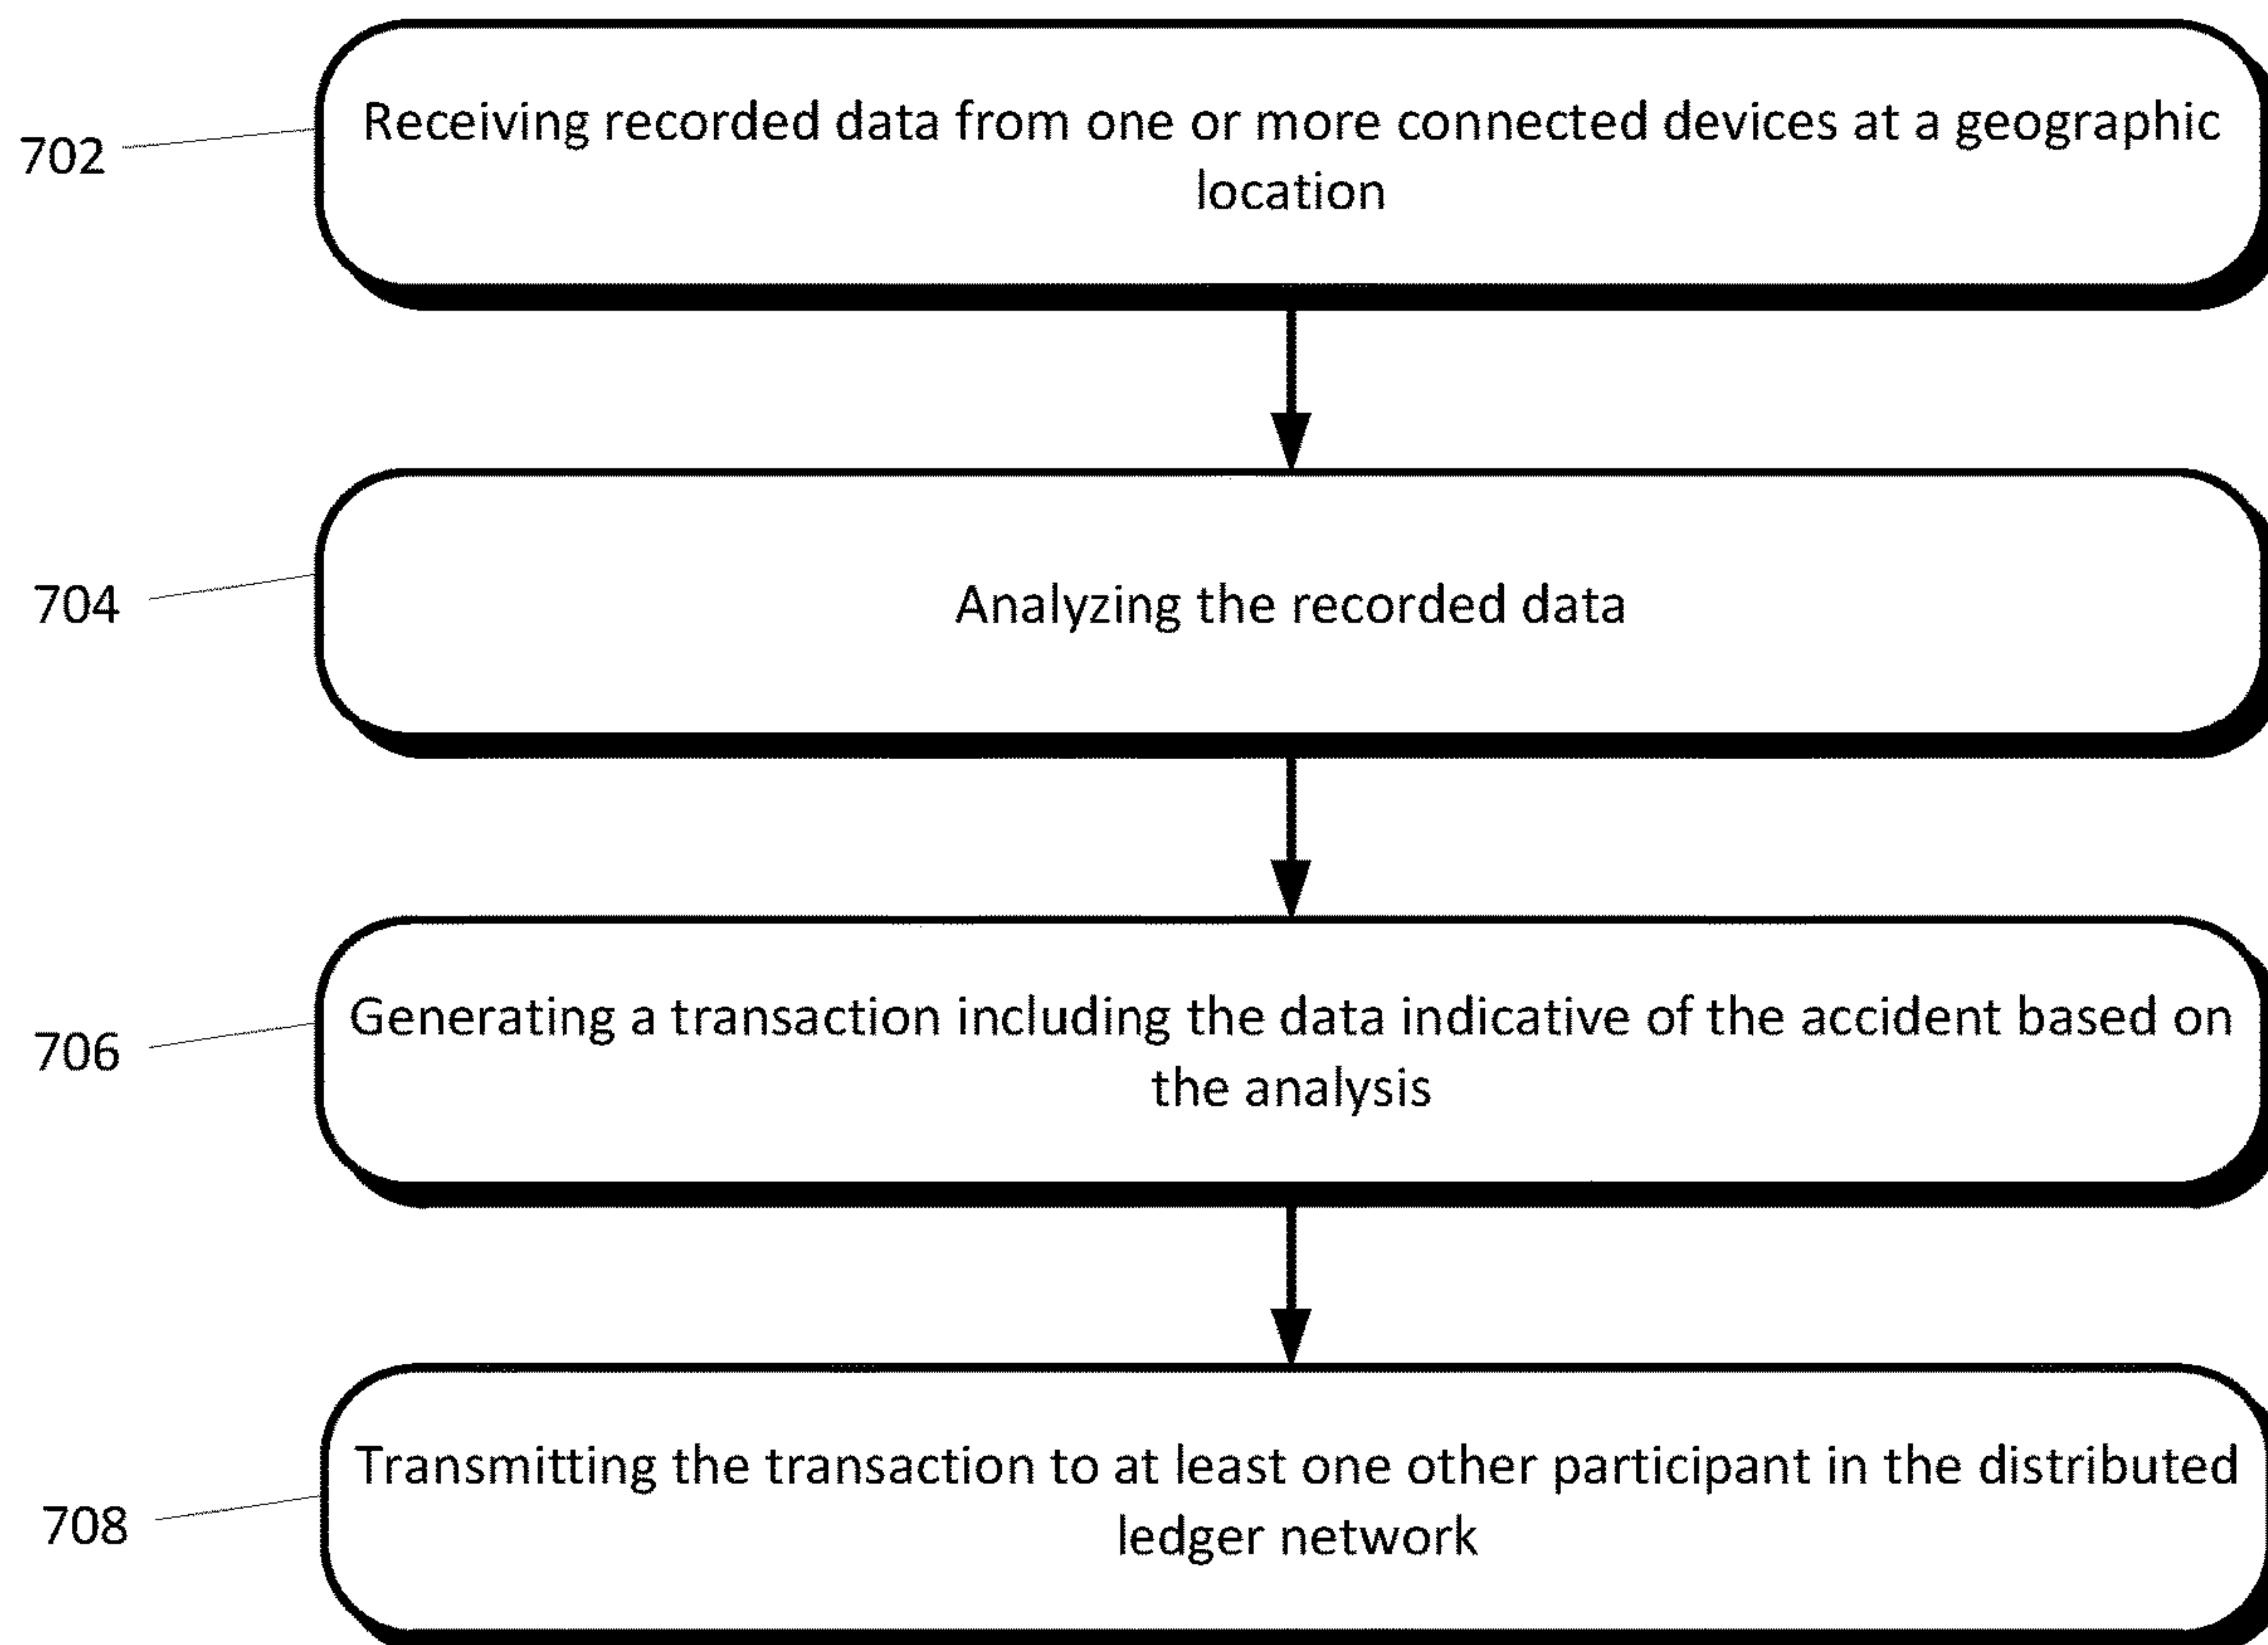 702
Receiving recorded data from one or more connected devices at a geographic
location
704
Analyzing the recorded data
706
Generating a transaction including the data indicative of the accident based on
the analysis
708
Transmitting the transaction to at least one other participant in the distributed
ledger network